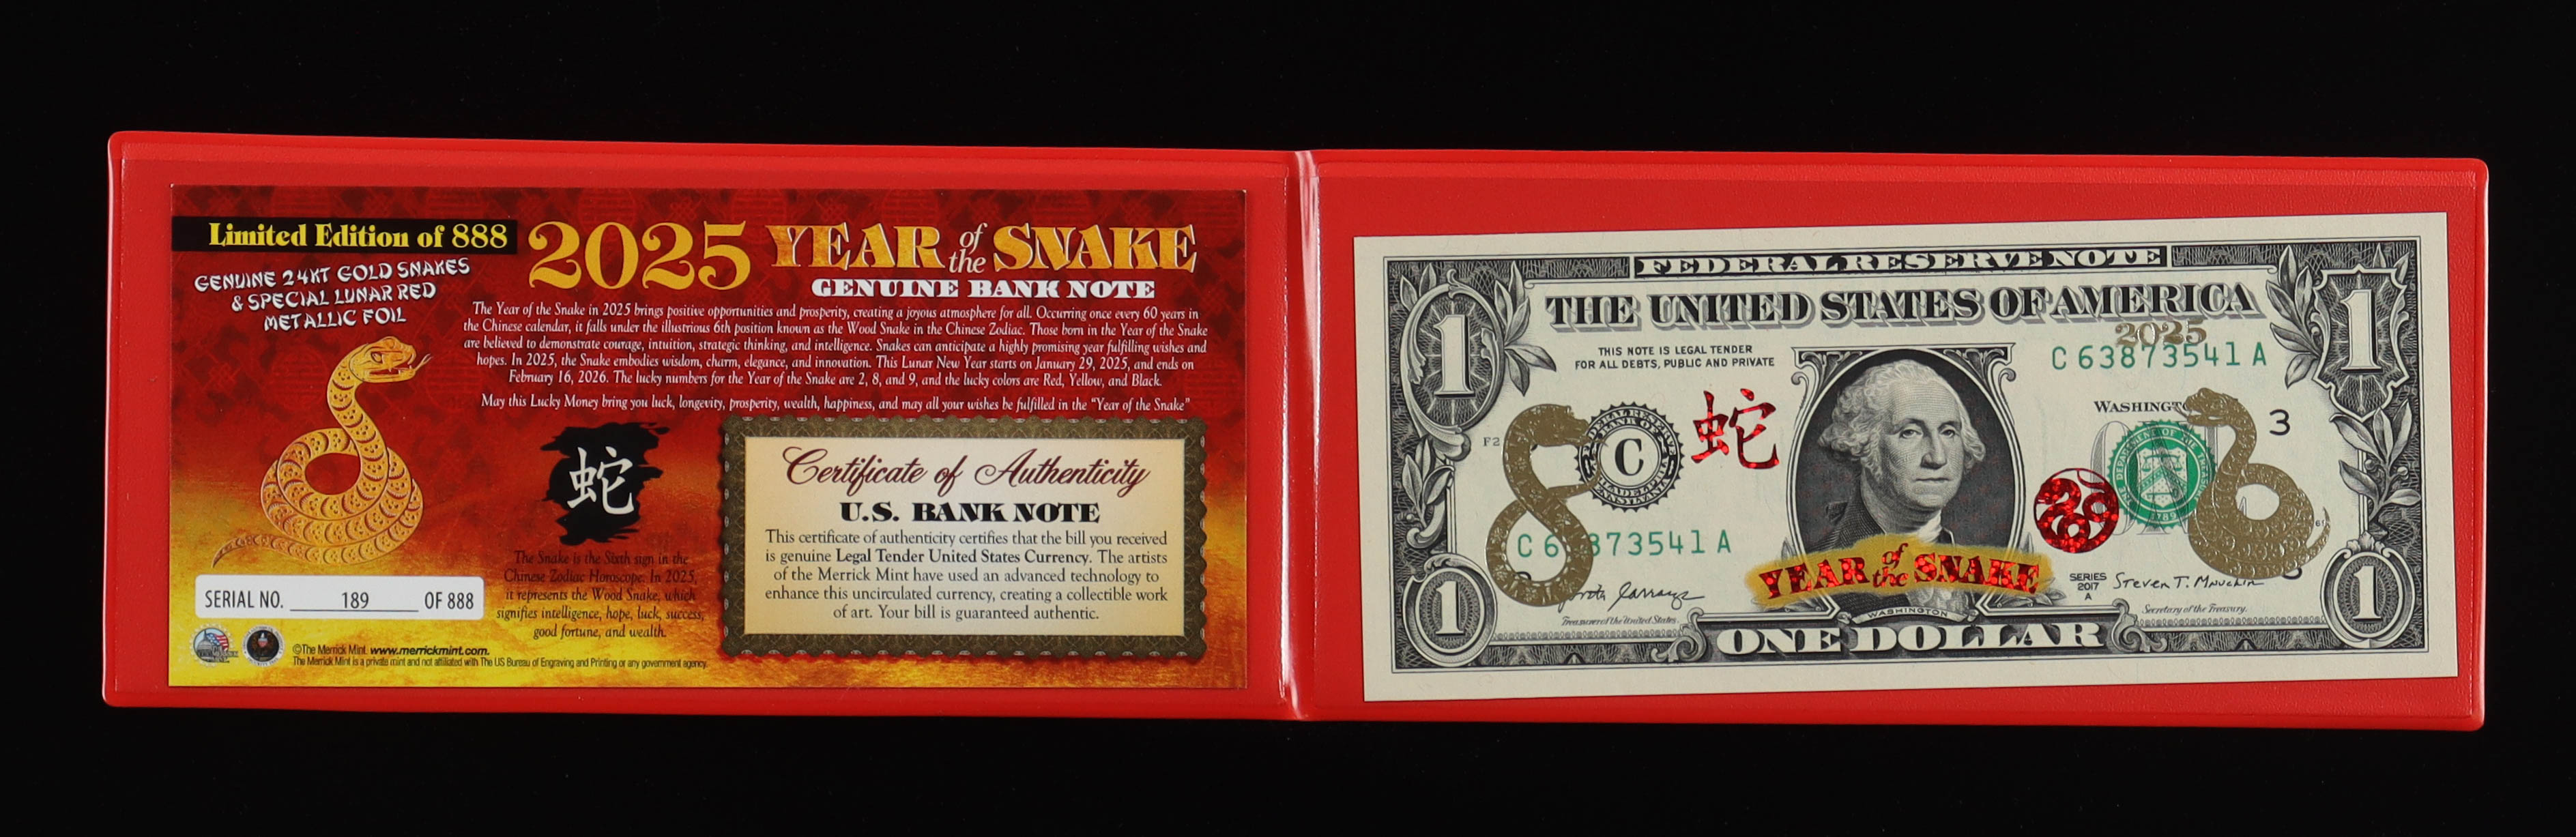 Limited Edition of 888
GENUINE 24KT GOLD SNAKES
& SPECIAL LUNAR RED
METALLIC FOIL
2025 YEAR of the SNAKE
GENUINE BANK NOTE
The Year of the Snake in 2025 brings positive opportunities and prosperity, creating a joyous atmosphere for all. Occurring once every 60 years in
the Chinese calendar, it falls under the illustrious 6th position known as the Wood Snake in the Chinese Zodiac. Those born in the Year of the Snake
are believed to demonstrate courage, intuition, strategic thinking, and intelligence. Snakes can anticipate a highly promising year fulfilling wishes and
hopes. In 2025, the Snake embodies wisdom, charm, elegance, and innovation. This Lunar New Year starts on January 29, 2025, and ends on
February 16, 2026. The lucky numbers for the Year of the Snake are 2, 8, and 9, and the lucky colors are Red, Yellow, and Black.
May this Lucky Money bring you luck, longevity, prosperity, wealth, happiness, and may all your wishes be fulfilled in the “Year of the Snake”
蛇
The Snake is the Sixth sign in the
Chinese Zodiac Horoscope. In 2025,
it represents the Wood Snake, which
signifies intelligence, hope, luck, success,
good fortune, and wealth.
Certificate of Authenticity
U.S. BANK NOTE
This certificate of authenticity certifies that the bill you received
is genuine Legal Tender United States Currency. The artists
of the Merrick Mint have used an advanced technology to
enhance this uncirculated currency, creating a collectible work
of art. Your bill is guaranteed authentic.
SERIAL NO. 189 OF 888
©The Merrick Mint www.merrickmint.com.
The Merrick Mint is a private mint and not affiliated with The US Bureau of Engraving and Printing or any government agency.
FEDERAL RESERVE NOTE
THE UNITED STATES OF AMERICA
1
1
2025
THIS NOTE IS LEGAL TENDER
FOR ALL DEBTS, PUBLIC AND PRIVATE
C 63873541 A
蛇
WASHINGT
F2
C
3
THE DEPARTMENT OF THE TREASURY
1789
C 6 873541 A
YEAR of the SNAKE
SERIES
2017
A
Steven T. Mnuchin
Treasurer of the United States.
Secretary of the Treasury.
WASHINGTON
1
ONE DOLLAR
1